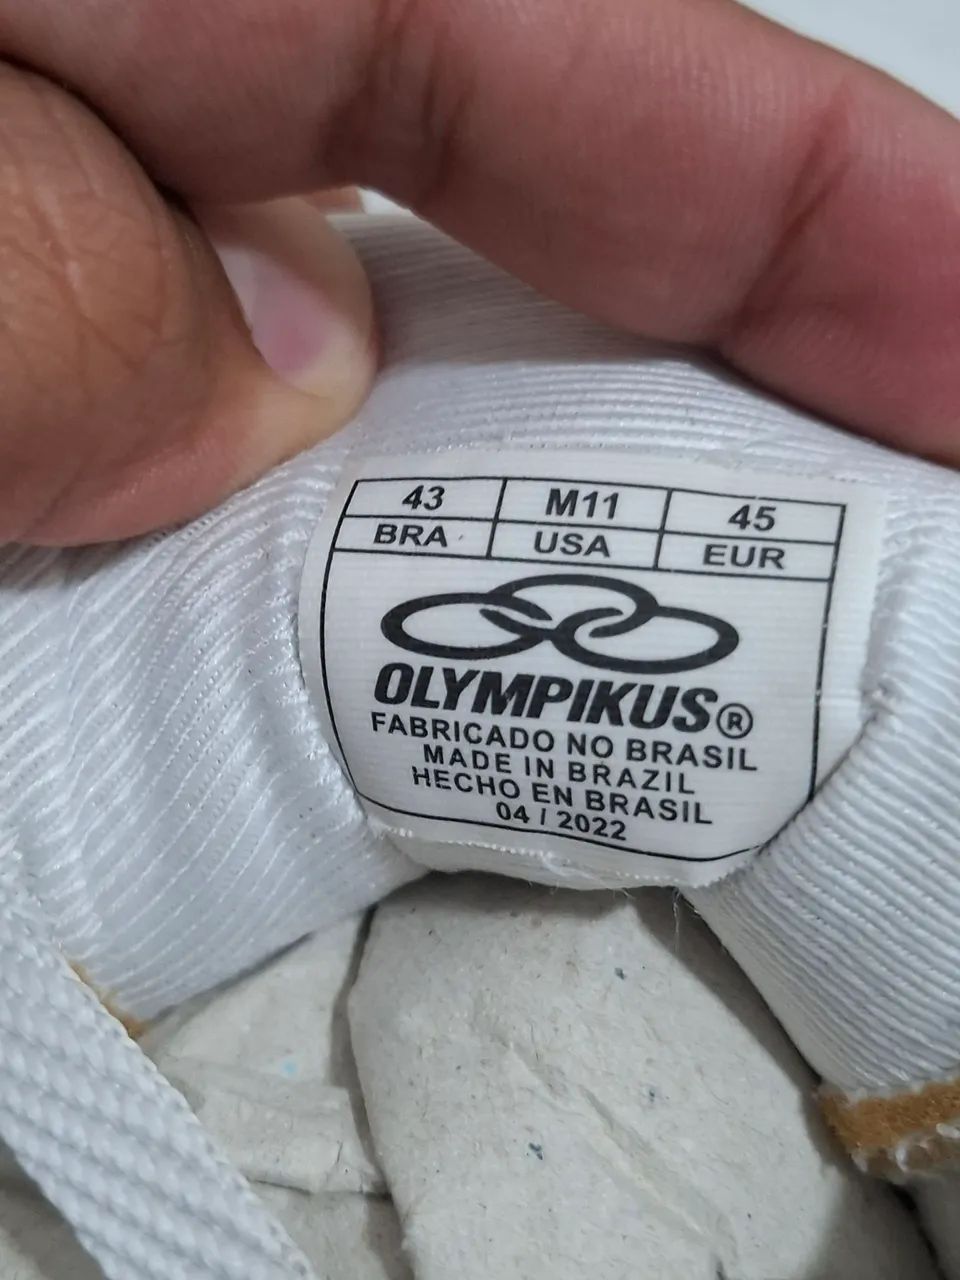 43 M11 45
BRA USA EUR
OLYMPIKUS®
FABRICADO NO BRASIL
MADE IN BRAZIL
HECHO EN BRASIL
04 / 2022